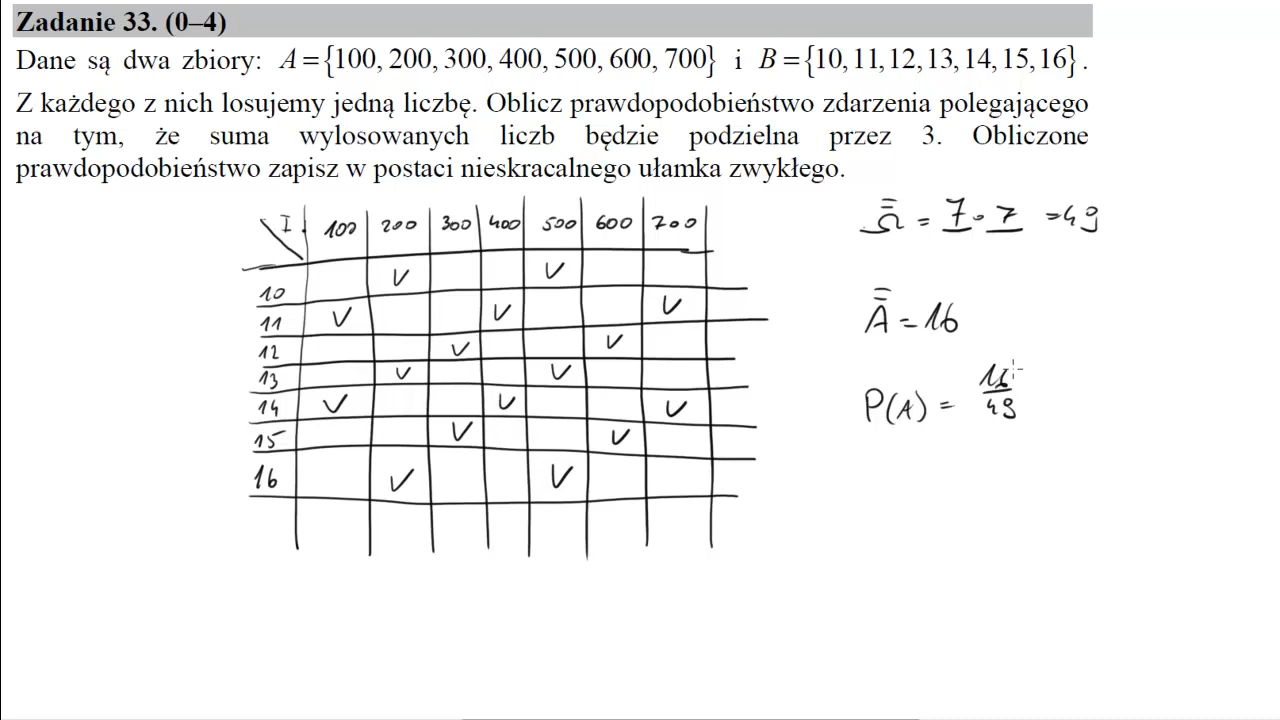 Zadanie 33. (0–4)
Dane są dwa zbiory: A = {100, 200, 300, 400, 500, 600, 700} i B = {10, 11, 12, 13, 14, 15, 16} .
Z każdego z nich losujemy jedną liczbę. Oblicz prawdopodobieństwo zdarzenia polegającego
na tym, że suma wylosowanych liczb będzie podzielna przez 3. Obliczone
prawdopodobieństwo zapisz w postaci nieskracalnego ułamka zwykłego.
I 100 200 300 400 500 600 700
10 V V
11 V V V
12 V V
13 V V
14 V V V
15 V V
16 V V
Ω = 7 · 7 = 49
A = 16
P(A) = 16/49